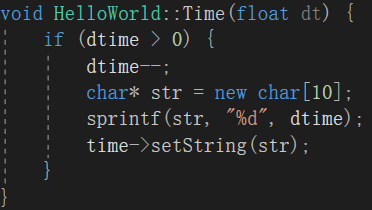 void HelloWorld::Time(float dt) {
    if (dtime > 0) {
        dtime--;
        char* str = new char[10];
        sprintf(str, "%d", dtime);
        time->setString(str);
    }
}